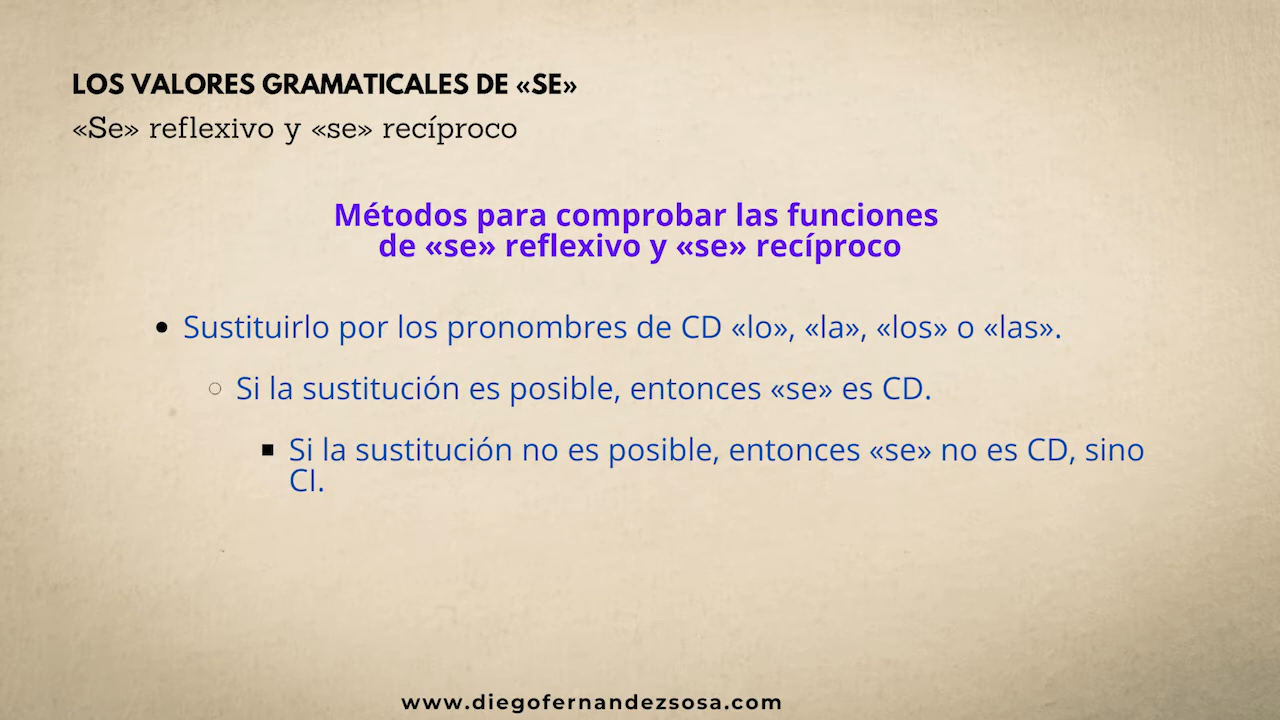 LOS VALORES GRAMATICALES DE «SE»
«Se» reflexivo y «se» recíproco
Métodos para comprobar las funciones
de «se» reflexivo y «se» recíproco
• Sustituirlo por los pronombres de CD «lo», «la», «los» o «las».
○ Si la sustitución es posible, entonces «se» es CD.
▪ Si la sustitución no es posible, entonces «se» no es CD, sino
CI.
www.diegofernandezsosa.com